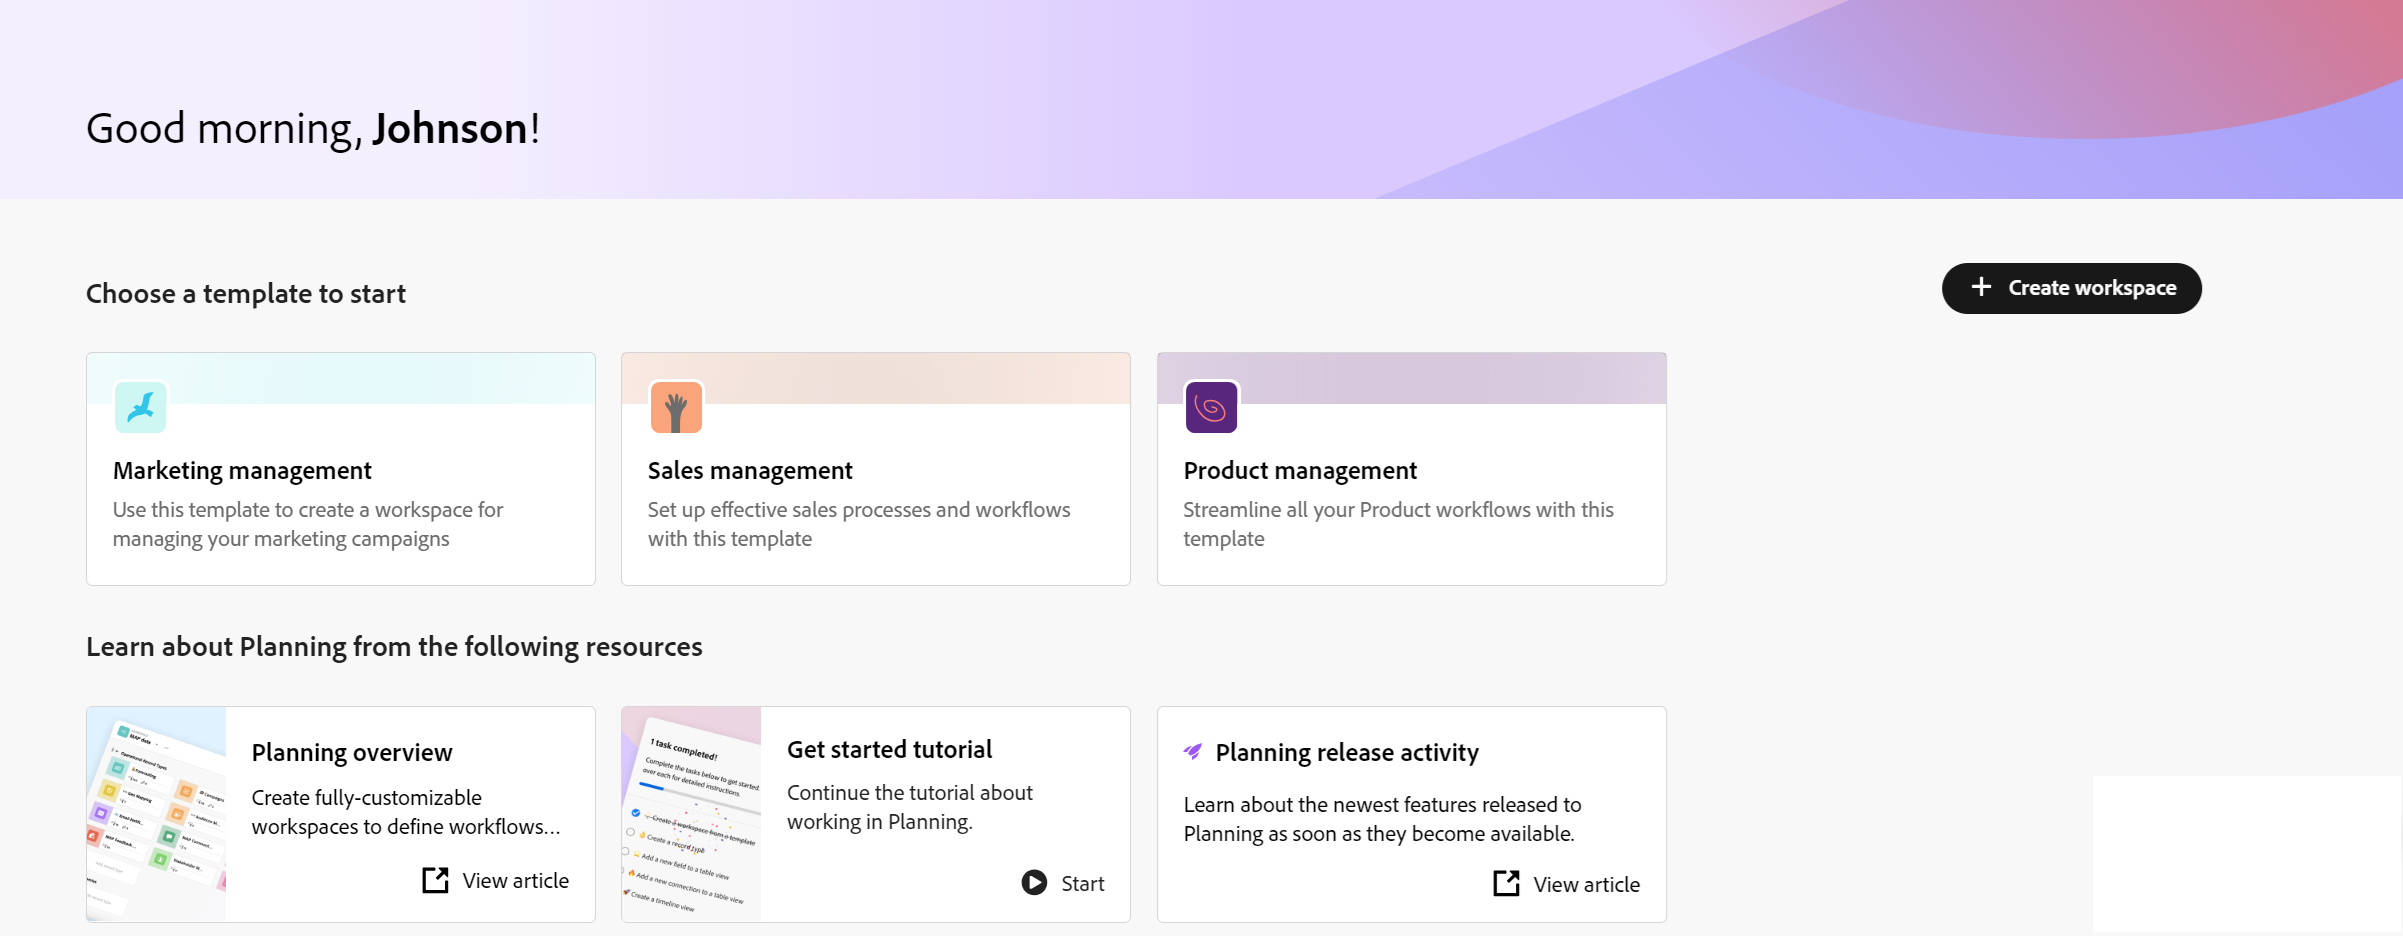 Good morning, Johnson!
Choose a template to start
+ Create workspace
Marketing management
Use this template to create a workspace for
managing your marketing campaigns
Sales management
Set up effective sales processes and workflows
with this template
Product management
Streamline all your Product workflows with this
template
Learn about Planning from the following resources
MAP data
Operational Record Types
Planning overview
Create fully-customizable
workspaces to define workflows...
View article
1 task completed!
Complete the tasks below to get started.
over each for detailed instructions.
Create a workspace from a template
Create a record type
Add a new field to a table view
Add a new connection to a table view
Create a timeline view
Get started tutorial
Continue the tutorial about
working in Planning.
Start
Planning release activity
Learn about the newest features released to
Planning as soon as they become available.
View article